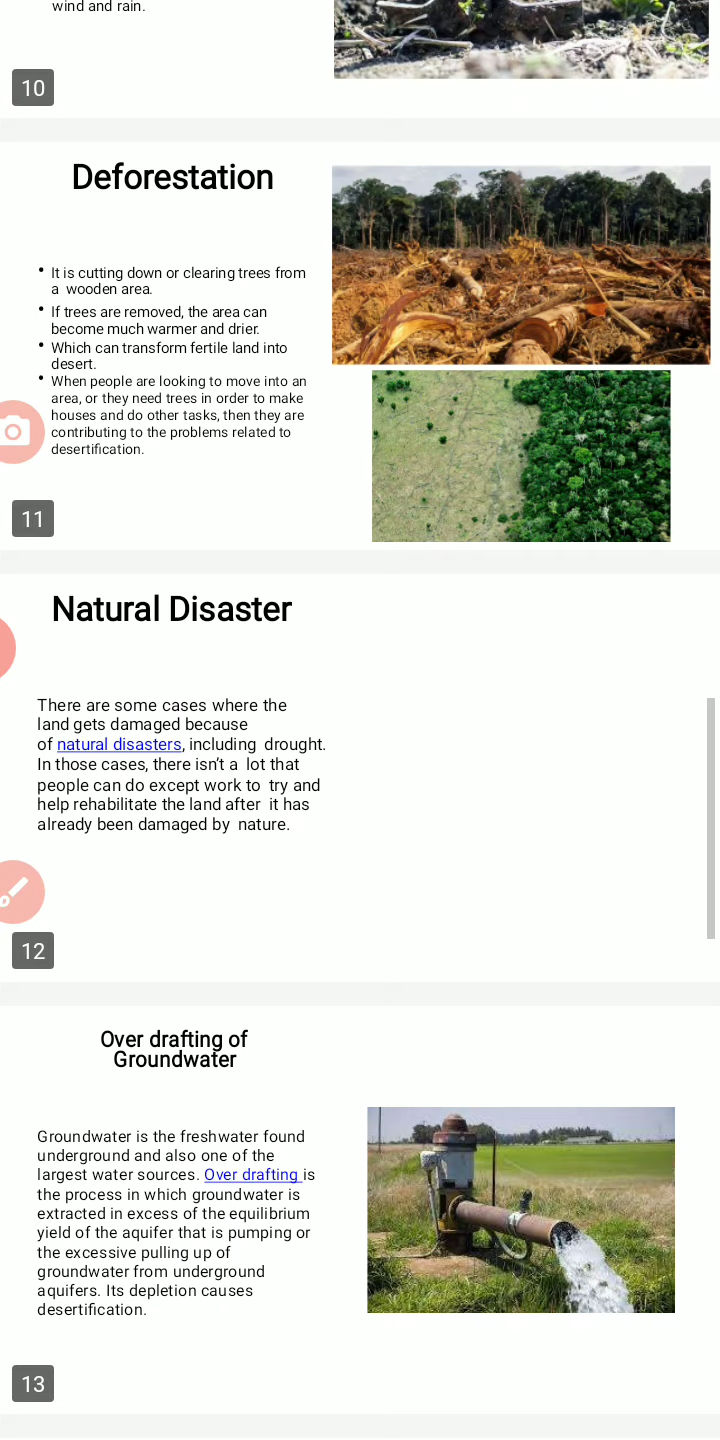 wind and rain.
10
Deforestation
• It is cutting down or clearing trees from
a wooden area.
• If trees are removed, the area can
become much warmer and drier.
• Which can transform fertile land into
desert.
• When people are looking to move into an
area, or they need trees in order to make
houses and do other tasks, then they are
contributing to the problems related to
desertification.
11
Natural Disaster
There are some cases where the
land gets damaged because
of natural disasters, including drought.
In those cases, there isn’t a lot that
people can do except work to try and
help rehabilitate the land after it has
already been damaged by nature.
12
Over drafting of
Groundwater
Groundwater is the freshwater found
underground and also one of the
largest water sources. Over drafting is
the process in which groundwater is
extracted in excess of the equilibrium
yield of the aquifer that is pumping or
the excessive pulling up of
groundwater from underground
aquifers. Its depletion causes
desertification.
13